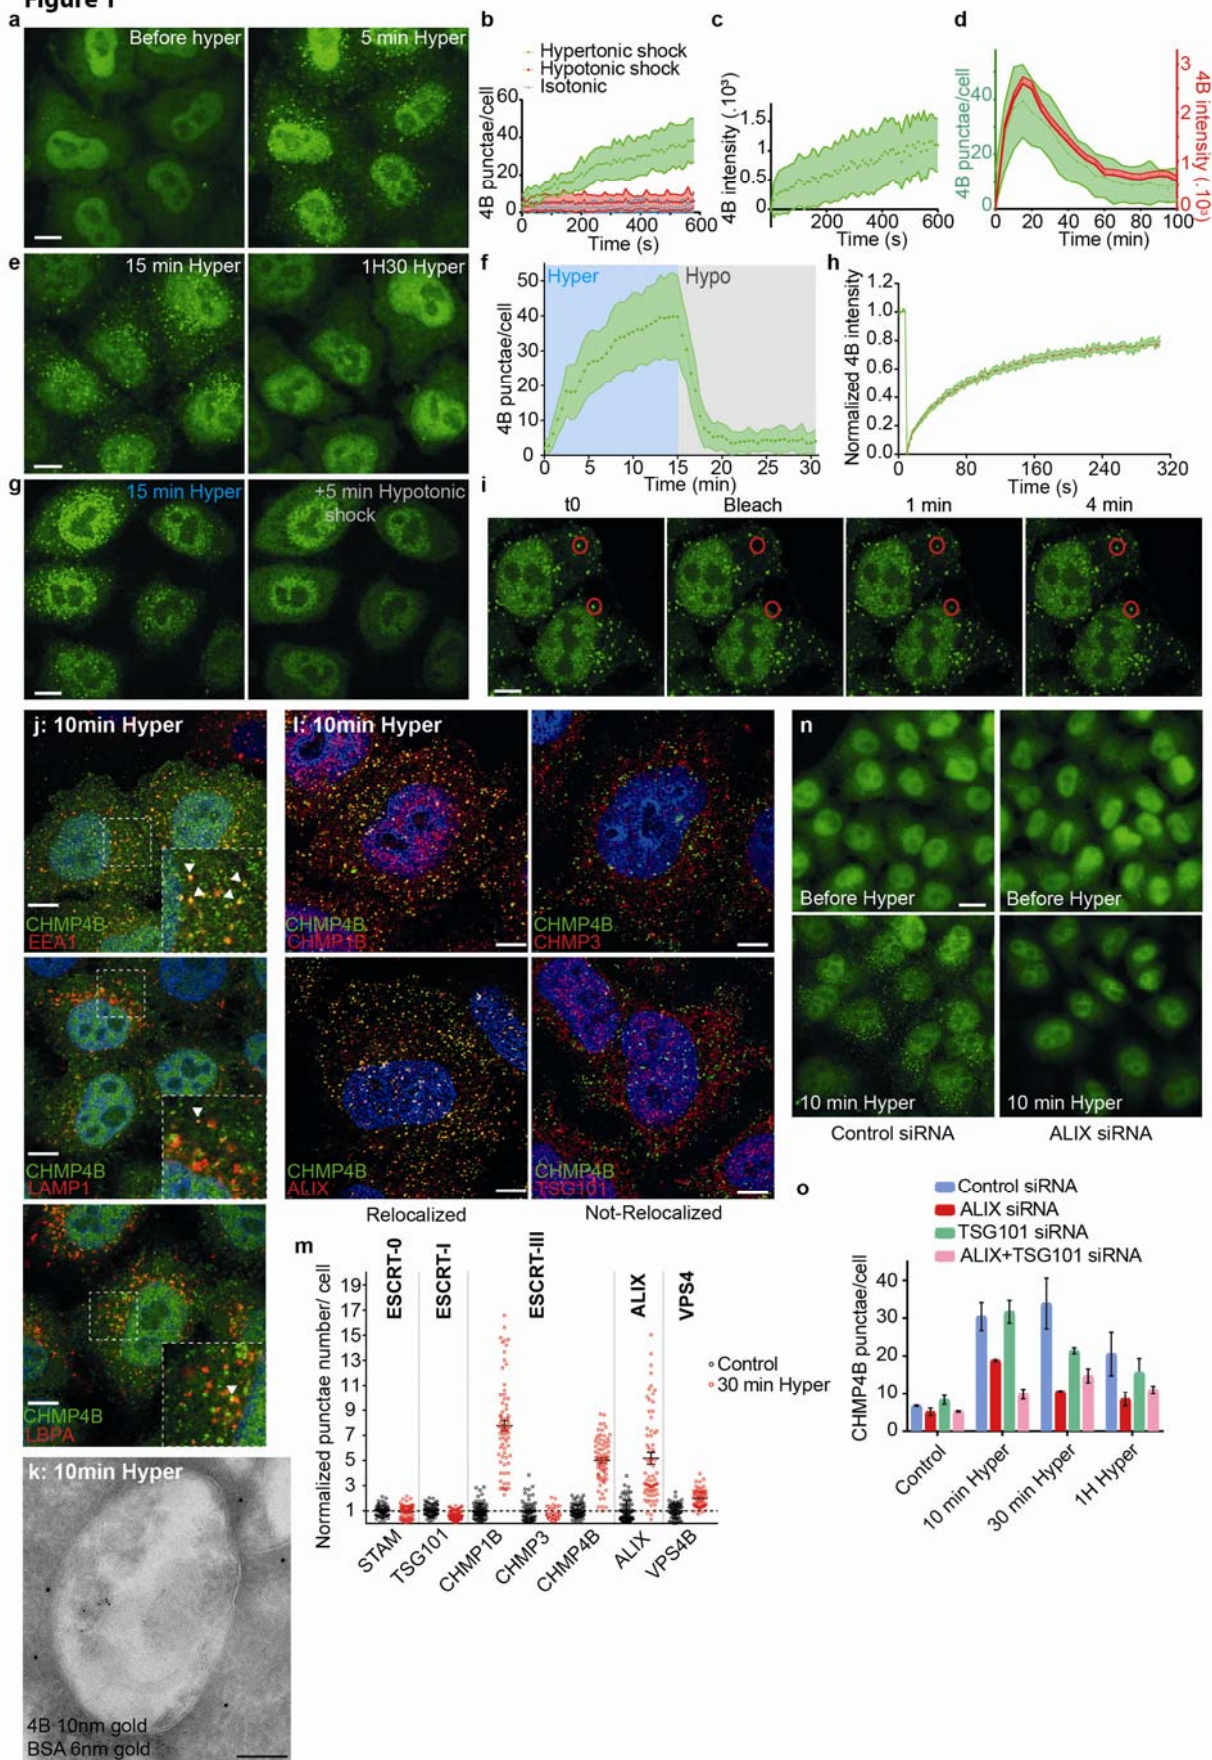 Figure 1
a
Before hyper
5 min Hyper
b
Hypertonic shock
Hypotonic shock
Isotonic
4B punctae/cell
60
40
20
0
0
200
400
600
Time (s)
c
4B intensity (.10³)
1.5
1
0.5
0
200
400
600
Time (s)
d
4B punctae/cell
40
20
0
3
2
1
0
4B intensity (.10³)
0
20
40
60
80
100
Time (min)
e
15 min Hyper
1H30 Hyper
f
Hyper
Hypo
4B punctae/cell
50
40
30
20
10
0
0
5
10
15
20
25
30
Time (min)
h
Normalized 4B intensity
1.2
1.0
0.8
0.6
0.4
0.2
0.0
0
80
160
240
320
Time (s)
g
15 min Hyper
+5 min Hypotonic
shock
i
t0
Bleach
1 min
4 min
j: 10min Hyper
CHMP4B
EEA1
CHMP4B
LAMP1
CHMP4B
LBPA
l: 10min Hyper
CHMP4B
CHMP1B
CHMP4B
CHMP3
CHMP4B
ALIX
CHMP4B
TSG101
Relocalized
Not-Relocalized
n
Before Hyper
Before Hyper
10 min Hyper
10 min Hyper
Control siRNA
ALIX siRNA
k: 10min Hyper
4B 10nm gold
BSA 6nm gold
m
ESCRT-0
ESCRT-I
ESCRT-III
ALIX
VPS4
Normalized punctae number/ cell
19
17
15
13
11
9
7
5
3
1
Control
30 min Hyper
STAM
TSG101
CHMP1B
CHMP3
CHMP4B
ALIX
VPS4B
o
Control siRNA
ALIX siRNA
TSG101 siRNA
ALIX+TSG101 siRNA
CHMP4B punctae/cell
40
30
20
10
0
Control
10 min Hyper
30 min Hyper
1H Hyper